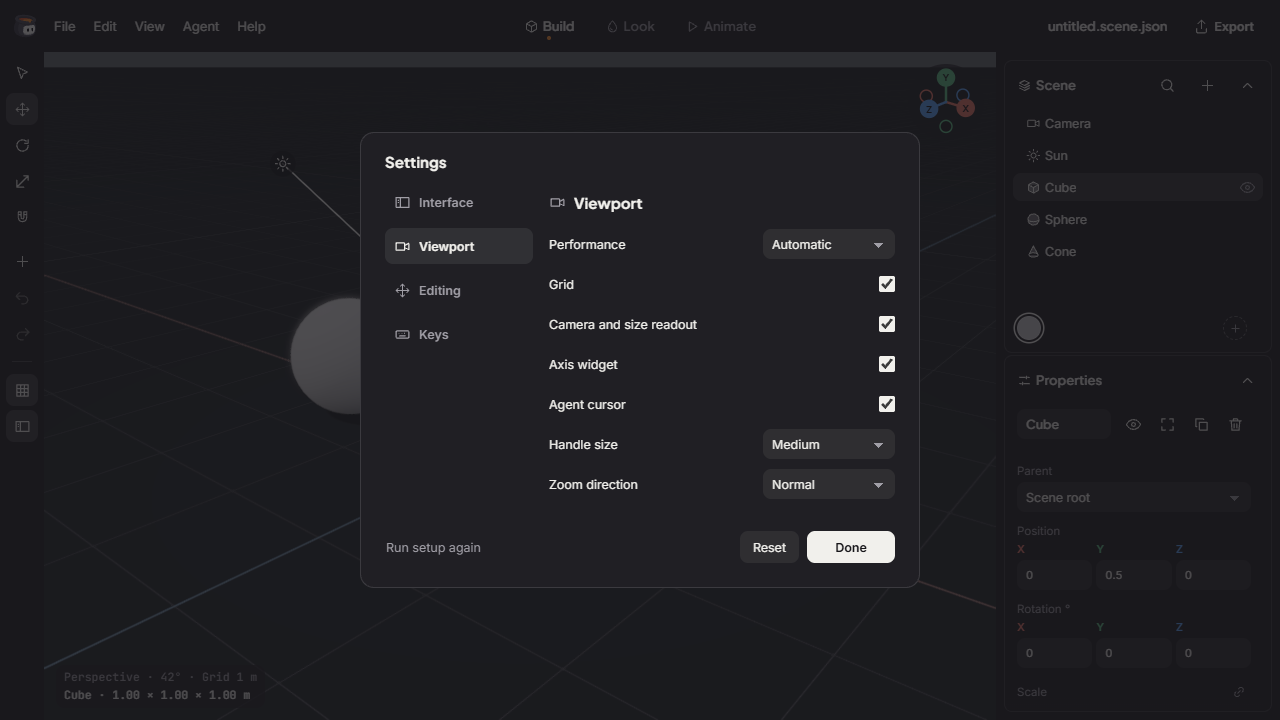 File Edit View Agent Help
Build Look Animate
untitled.scene.json Export
Y
Z X
Settings
Interface
Viewport
Editing
Keys
Viewport
Performance Automatic
Grid
Camera and size readout
Axis widget
Agent cursor
Handle size Medium
Zoom direction Normal
Run setup again Reset Done
Perspective · 42° · Grid 1 m
Cube · 1.00 × 1.00 × 1.00 m
Scene
Camera
Sun
Cube
Sphere
Cone
Properties
Cube
Parent
Scene root
Position
X Y Z
0 0.5 0
Rotation *
X Y Z
0 0 0
Scale